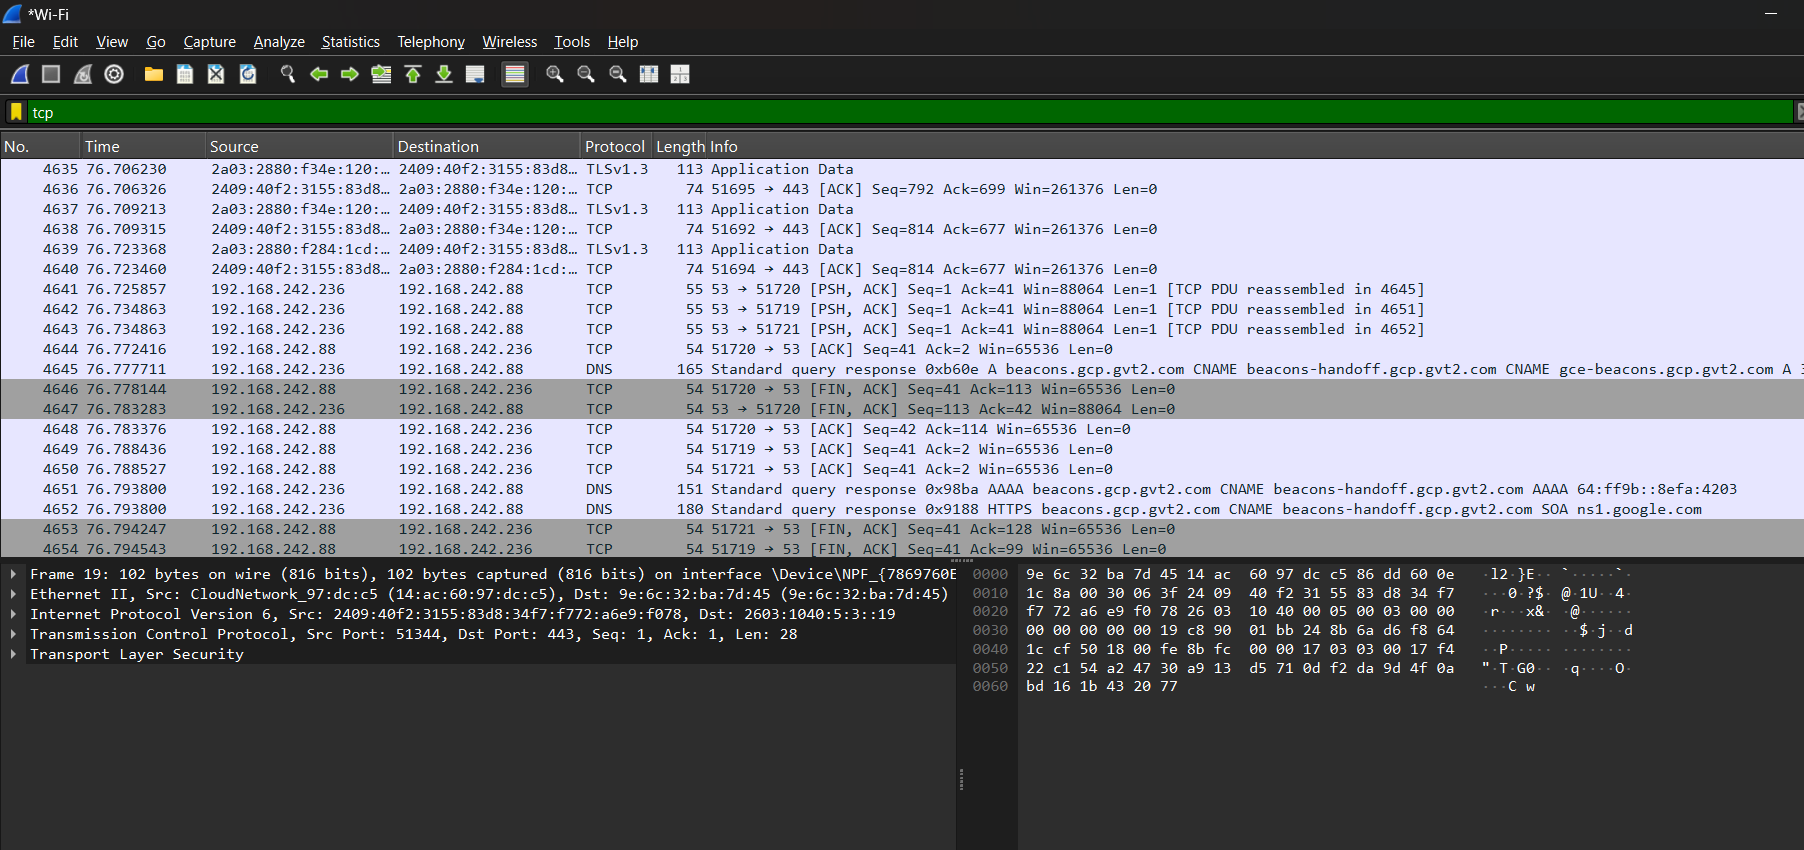 *Wi-Fi
File Edit View Go Capture Analyze Statistics Telephony Wireless Tools Help
tcp
No. Time Source Destination Protocol Length Info
4635 76.706230 2a03:2880:f34e:120:… 2409:40f2:3155:83d8… TLSv1.3 113 Application Data
4636 76.706326 2409:40f2:3155:83d8… 2a03:2880:f34e:120:… TCP 74 51695 → 443 [ACK] Seq=792 Ack=699 Win=261376 Len=0
4637 76.709213 2a03:2880:f34e:120:… 2409:40f2:3155:83d8… TLSv1.3 113 Application Data
4638 76.709315 2409:40f2:3155:83d8… 2a03:2880:f34e:120:… TCP 74 51692 → 443 [ACK] Seq=814 Ack=677 Win=261376 Len=0
4639 76.723368 2a03:2880:f284:1cd:… 2409:40f2:3155:83d8… TLSv1.3 113 Application Data
4640 76.723460 2409:40f2:3155:83d8… 2a03:2880:f284:1cd:… TCP 74 51694 → 443 [ACK] Seq=814 Ack=677 Win=261376 Len=0
4641 76.725857 192.168.242.236 192.168.242.88 TCP 55 53 → 51720 [PSH, ACK] Seq=1 Ack=41 Win=88064 Len=1 [TCP PDU reassembled in 4645]
4642 76.734863 192.168.242.236 192.168.242.88 TCP 55 53 → 51719 [PSH, ACK] Seq=1 Ack=41 Win=88064 Len=1 [TCP PDU reassembled in 4651]
4643 76.734863 192.168.242.236 192.168.242.88 TCP 55 53 → 51721 [PSH, ACK] Seq=1 Ack=41 Win=88064 Len=1 [TCP PDU reassembled in 4652]
4644 76.772416 192.168.242.88 192.168.242.236 TCP 54 51720 → 53 [ACK] Seq=41 Ack=2 Win=65536 Len=0
4645 76.777711 192.168.242.236 192.168.242.88 DNS 165 Standard query response 0xb60e A beacons.gcp.gvt2.com CNAME beacons-handoff.gcp.gvt2.com CNAME gce-beacons.gcp.gvt2.com A
4646 76.778144 192.168.242.88 192.168.242.236 TCP 54 51720 → 53 [FIN, ACK] Seq=41 Ack=113 Win=65536 Len=0
4647 76.783283 192.168.242.236 192.168.242.88 TCP 54 53 → 51720 [FIN, ACK] Seq=113 Ack=42 Win=88064 Len=0
4648 76.783376 192.168.242.88 192.168.242.236 TCP 54 51720 → 53 [ACK] Seq=42 Ack=114 Win=65536 Len=0
4649 76.788436 192.168.242.88 192.168.242.236 TCP 54 51719 → 53 [ACK] Seq=41 Ack=2 Win=65536 Len=0
4650 76.788527 192.168.242.88 192.168.242.236 TCP 54 51721 → 53 [ACK] Seq=41 Ack=2 Win=65536 Len=0
4651 76.793800 192.168.242.236 192.168.242.88 DNS 151 Standard query response 0x98ba AAAA beacons.gcp.gvt2.com CNAME beacons-handoff.gcp.gvt2.com AAAA 64:ff9b::8efa:4203
4652 76.793800 192.168.242.236 192.168.242.88 DNS 180 Standard query response 0x9188 HTTPS beacons.gcp.gvt2.com CNAME beacons-handoff.gcp.gvt2.com SOA ns1.google.com
4653 76.794247 192.168.242.88 192.168.242.236 TCP 54 51721 → 53 [FIN, ACK] Seq=41 Ack=128 Win=65536 Len=0
4654 76.794543 192.168.242.88 192.168.242.236 TCP 54 51719 → 53 [FIN, ACK] Seq=41 Ack=99 Win=65536 Len=0
Frame 19: 102 bytes on wire (816 bits), 102 bytes captured (816 bits) on interface \Device\NPF_{7869760E
Ethernet II, Src: CloudNetwork_97:dc:c5 (14:ac:60:97:dc:c5), Dst: 9e:6c:32:ba:7d:45 (9e:6c:32:ba:7d:45)
Internet Protocol Version 6, Src: 2409:40f2:3155:83d8:34f7:f772:a6e9:f078, Dst: 2603:1040:5:3::19
Transmission Control Protocol, Src Port: 51344, Dst Port: 443, Seq: 1, Ack: 1, Len: 28
Transport Layer Security
0000 9e 6c 32 ba 7d 45 14 ac 60 97 dc c5 86 dd 60 0e ·l2·}E·· `·····`·
0010 1c 8a 00 30 06 3f 24 09 40 f2 31 55 83 d8 34 f7 ···0·?$· @·1U··4·
0020 f7 72 a6 e9 f0 78 26 03 10 40 00 05 00 03 00 00 ·r···x&· ·@······
0030 00 00 00 00 00 19 c8 90 01 bb 24 8b 6a d6 f8 64 ········ ··$·j··d
0040 1c cf 50 18 00 fe 8b fc 00 00 17 03 03 00 17 f4 ··P····· ········
0050 22 c1 54 a2 47 30 a9 13 d5 71 0d f2 da 9d 4f 0a "·T·G0·· ·q····O·
0060 bd 16 1b 43 20 77 ···C w